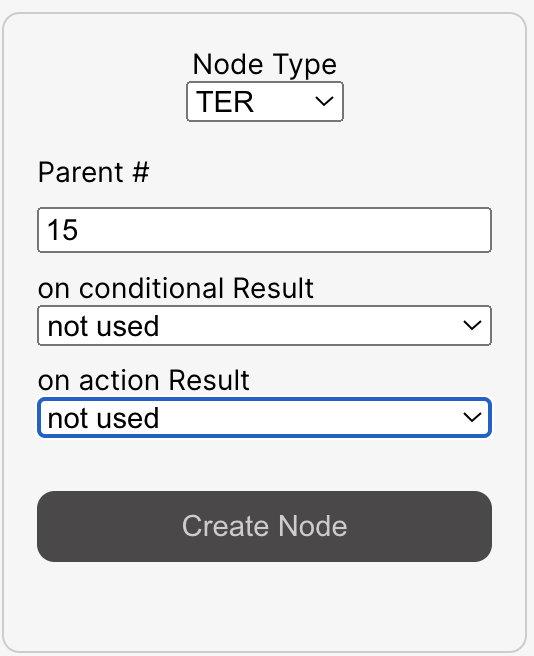 Node Type
TER
Parent #
15
on conditional Result
not used
on action Result
not used
Create Node